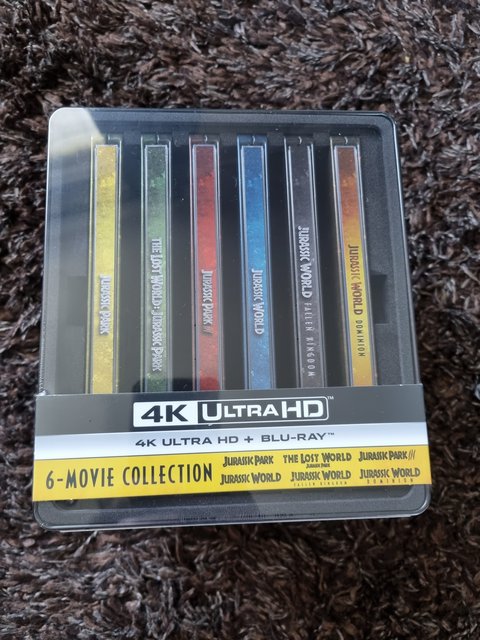 JURASSIC PARK
THE LOST WORLD: JURASSIC PARK
JURASSIC PARK III
JURASSIC WORLD
JURASSIC WORLD FALLEN KINGDOM
JURASSIC WORLD DOMINION
4K ULTRA HD™
4K ULTRA HD + BLU-RAY™
6-MOVIE COLLECTION
JURASSIC PARK THE LOST WORLD JURASSIC PARK JURASSIC PARK III
JURASSIC WORLD JURASSIC WORLD FALLEN KINGDOM JURASSIC WORLD DOMINION